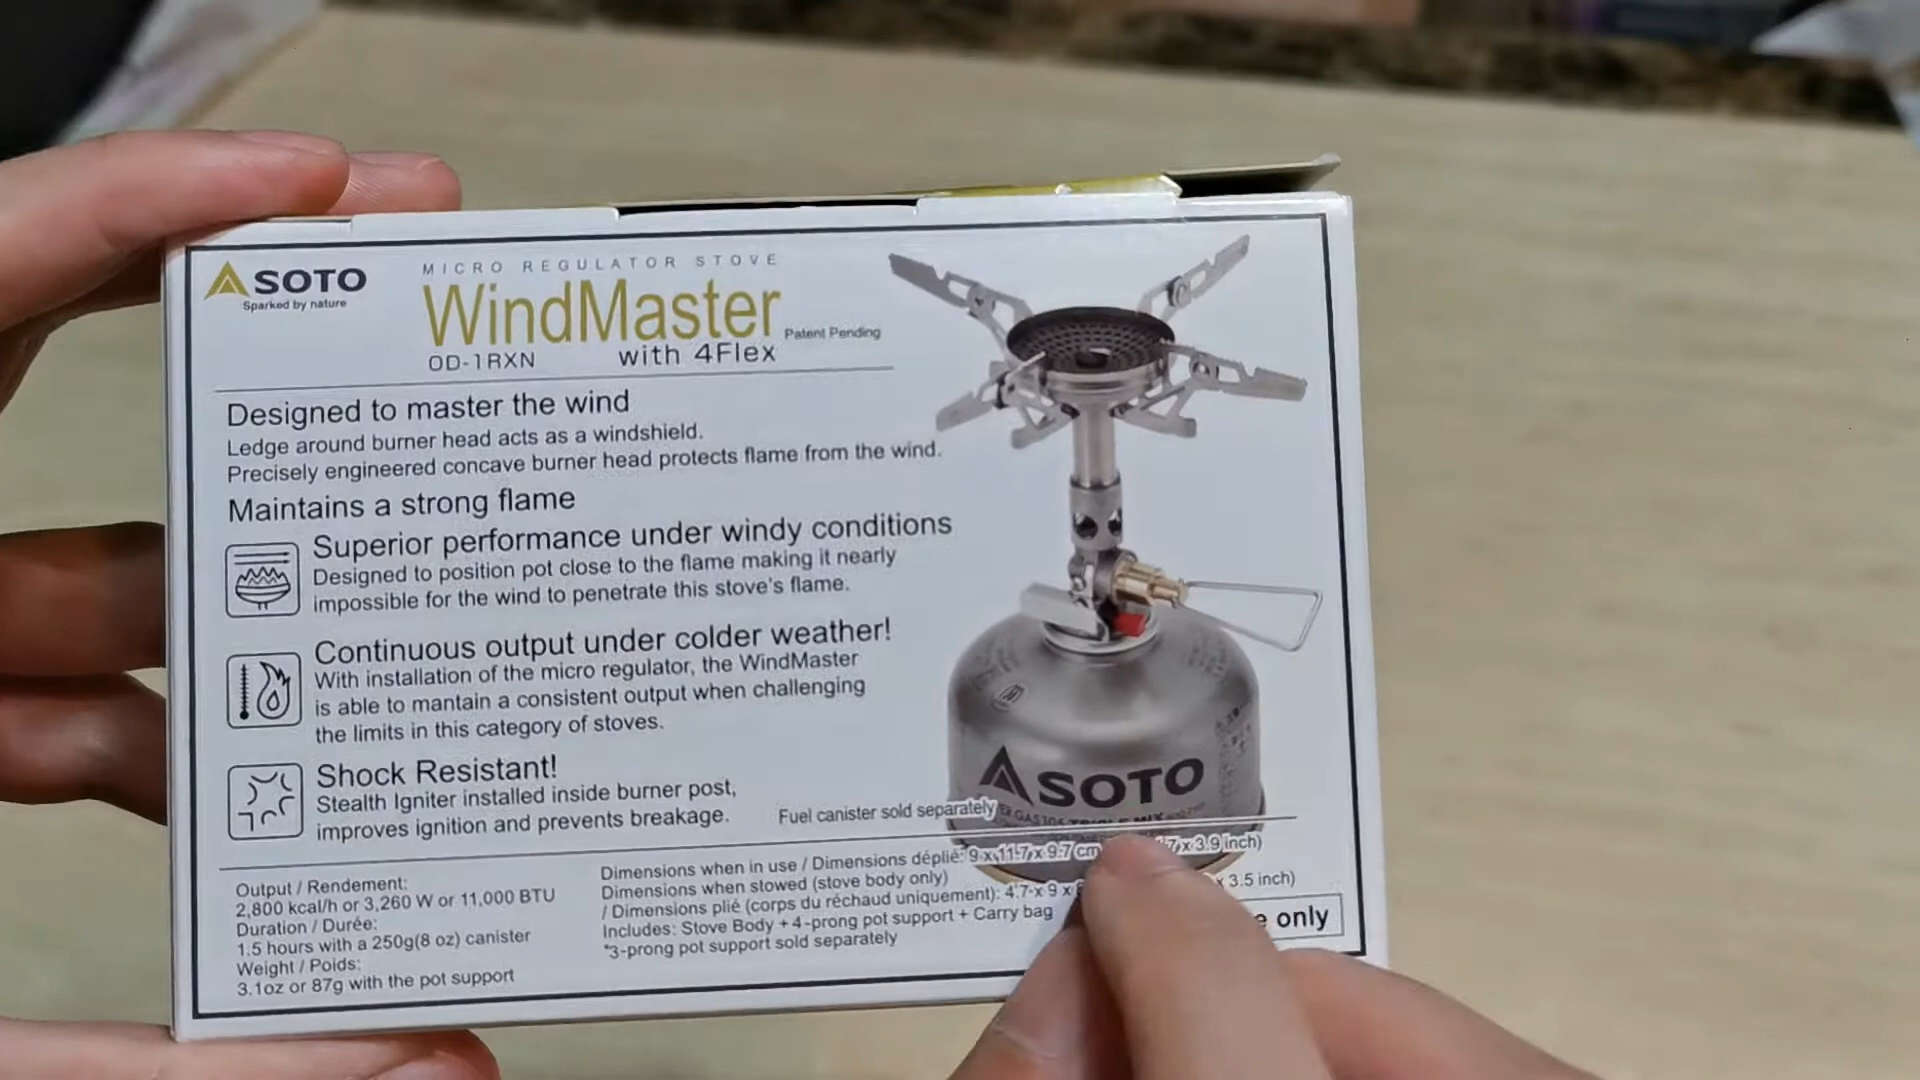 SOTO
Sparked by nature
MICRO REGULATOR STOVE
WindMaster
Patent Pending
OD-1RXN with 4Flex
Designed to master the wind
Ledge around burner head acts as a windshield.
Precisely engineered concave burner head protects flame from the wind.
Maintains a strong flame
Superior performance under windy conditions
Designed to position pot close to the flame making it nearly
impossible for the wind to penetrate this stove's flame.
Continuous output under colder weather!
With installation of the micro regulator, the WindMaster
is able to mantain a consistent output when challenging
the limits in this category of stoves.
Shock Resistant!
Stealth Igniter installed inside burner post,
improves ignition and prevents breakage.
SOTO
Fuel canister sold separately
Output / Rendement:
2,800 kcal/h or 3,260 W or 11,000 BTU
Duration / Durée:
1.5 hours with a 250g(8 oz) canister
Weight / Poids:
3.1oz or 87g with the pot support
Dimensions when in use / Dimensions déplié: 9 x 11.7 x 9.7 cm x 3.9 inch)
Dimensions when stowed (stove body only)
/ Dimensions plié (corps du réchaud uniquement): 4.7 x 9 x x 3.5 inch)
Includes: Stove Body + 4-prong pot support + Carry bag
*3-prong pot support sold separately
only